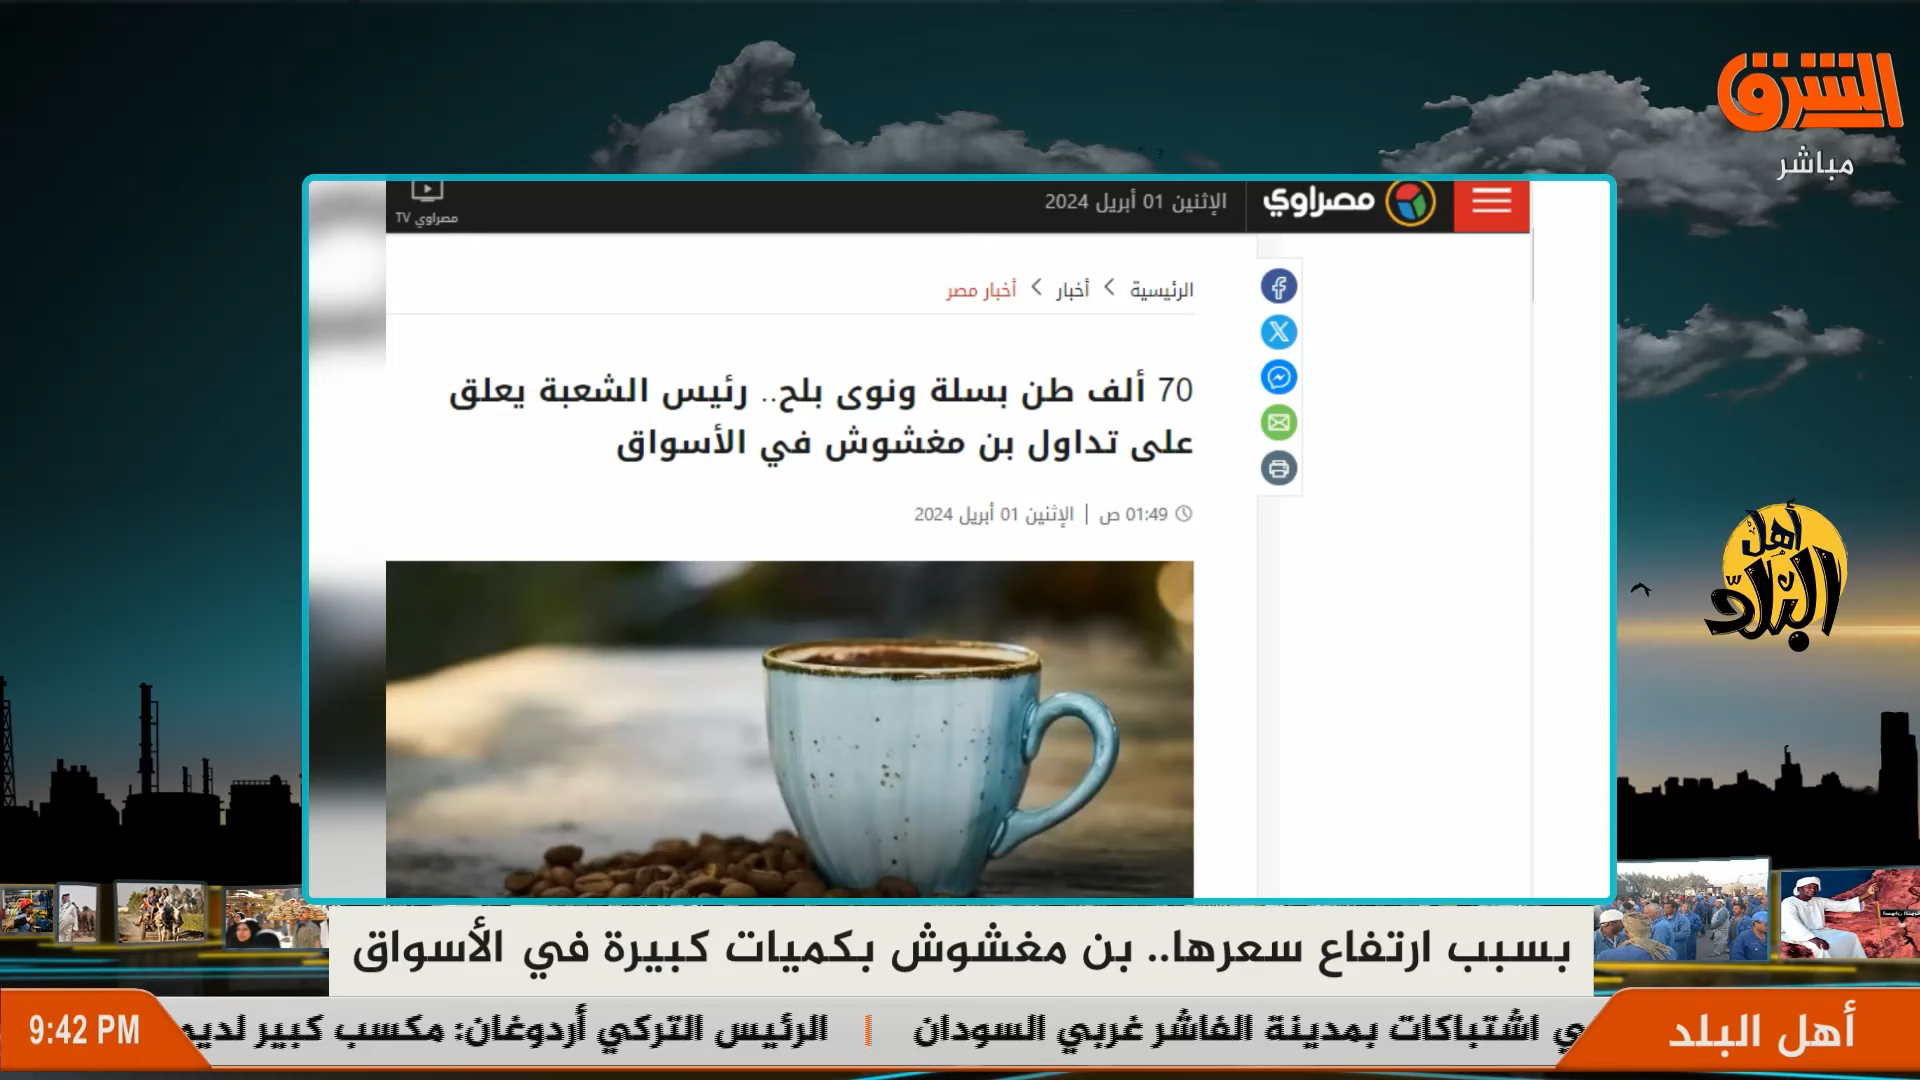 الشرق
مباشر
مصراوي
الإثنين 01 أبريل 2024
مصراوي TV
الرئيسية > أخبار > أخبار مصر
70 ألف طن بسلة ونوى بلح.. رئيس الشعبة يعلق
على تداول بن مغشوش في الأسواق
01:49 ص | الإثنين 01 أبريل 2024
أهل
البلد
بسبب ارتفاع سعرها.. بن مغشوش بكميات كبيرة في الأسواق
أهل البلد
اشتباكات بمدينة الفاشر غربي السودان | الرئيس التركي أردوغان: مكسب كبير
9:42 PM